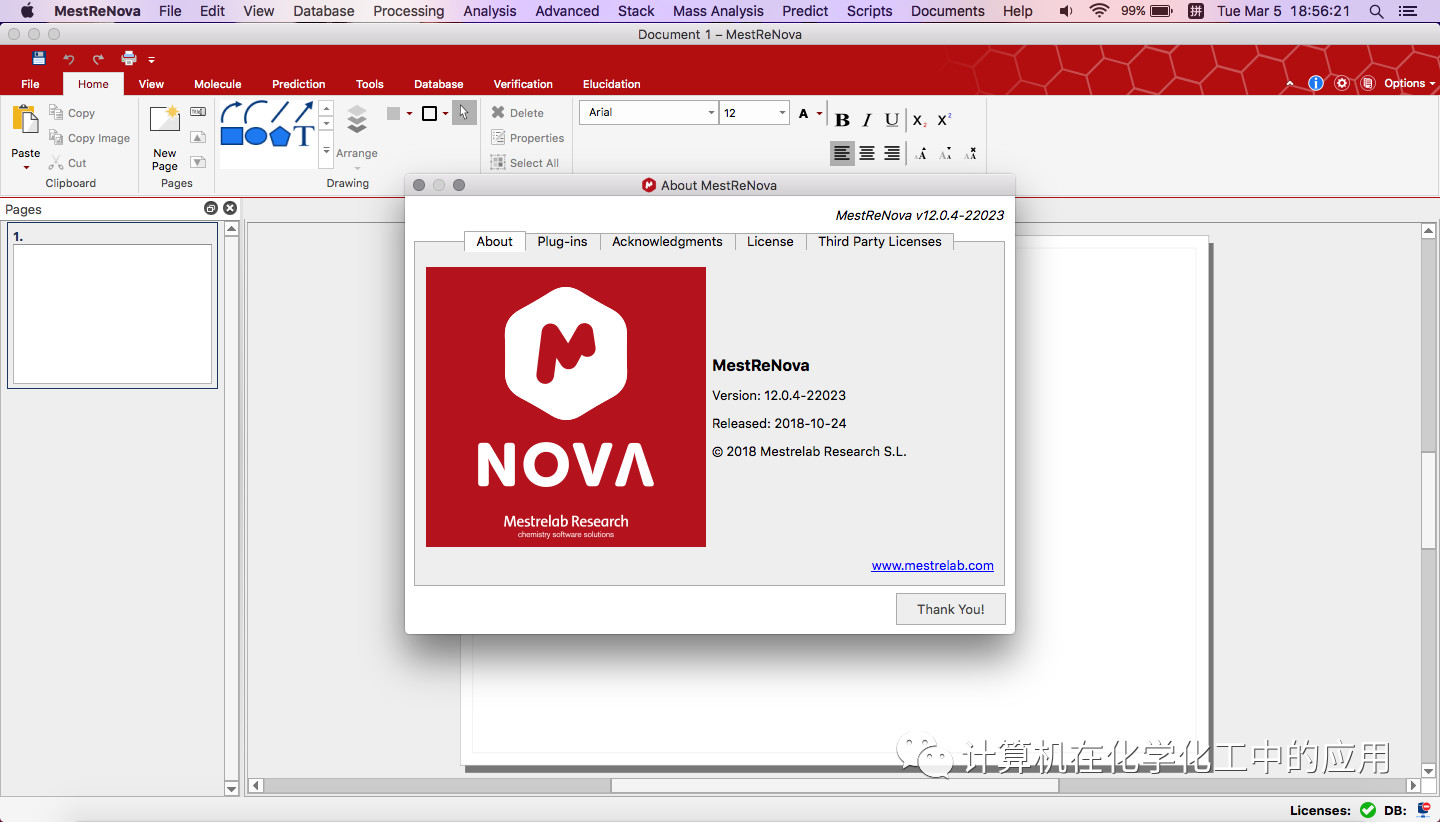 MestReNova File Edit View Database Processing Analysis Advanced Stack Mass Analysis Predict Scripts Documents Help 99% 拼 Tue Mar 5 18:56:21
Document 1 – MestReNova
File Home View Molecule Prediction Tools Database Verification Elucidation Options
Paste
Copy
Copy Image
Cut
Clipboard
New
Page
Pages
T
Arrange
Drawing
Delete
Properties
Select All
Arial 12 A B I U X₂ X²
Pages
1.
About MestReNova
MestReNova v12.0.4-22023
About Plug-ins Acknowledgments License Third Party Licenses
NOVA
Mestrelab Research
chemistry software solutions
MestReNova
Version: 12.0.4-22023
Released: 2018-10-24
© 2018 Mestrelab Research S.L.
www.mestrelab.com
Thank You!
计算机在化学化工中的应用
Licenses: DB: